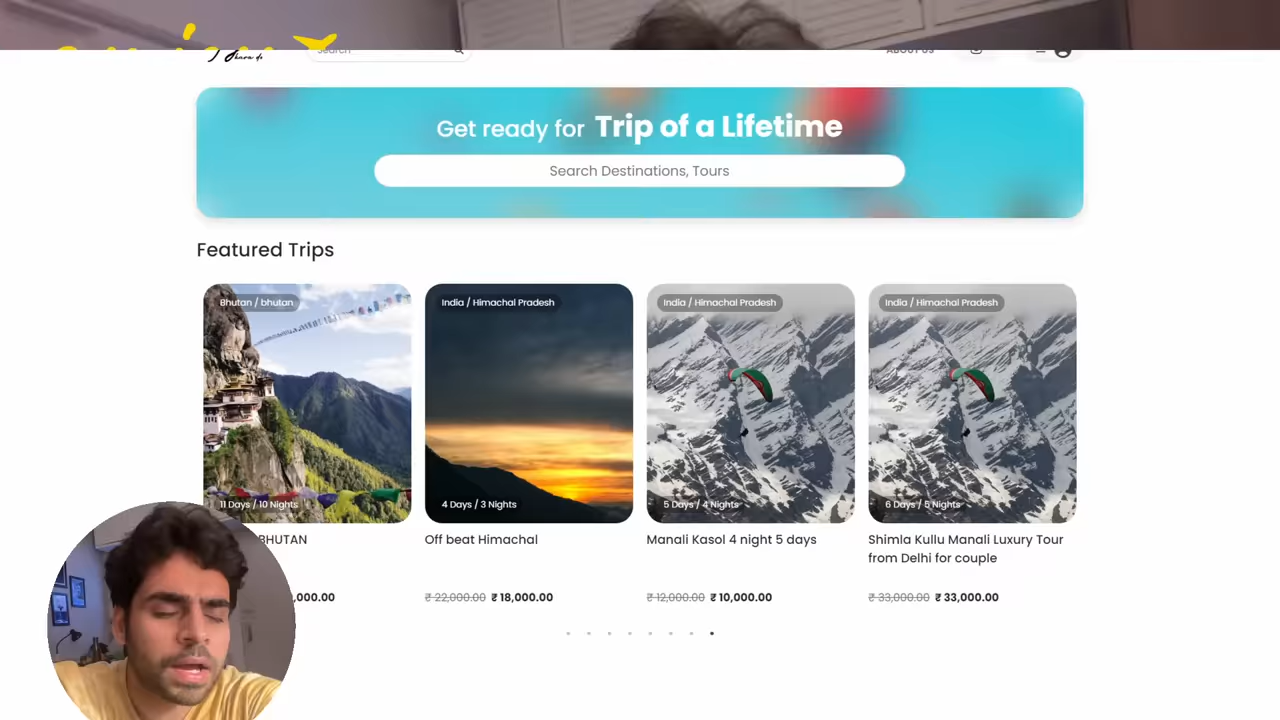 Search
ABOUT US
Get ready for Trip of a Lifetime
Search Destinations, Tours
Featured Trips
Bhutan / bhutan
India / Himachal Pradesh
India / Himachal Pradesh
India / Himachal Pradesh
11 Days / 10 Nights
4 Days / 3 Nights
5 Days / 4 Nights
6 Days / 5 Nights
BHUTAN
Off beat Himachal
Manali Kasol 4 night 5 days
Shimla Kullu Manali Luxury Tour
from Delhi for couple
,000.00
₹ 22,000.00 ₹ 18,000.00
₹ 12,000.00 ₹ 10,000.00
₹ 33,000.00 ₹ 33,000.00